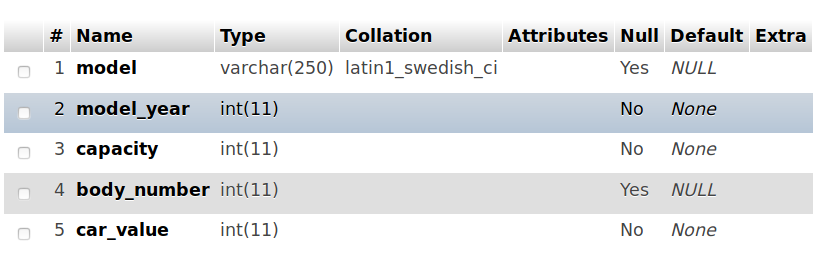 # Name Type Collation Attributes Null Default Extra
1 model varchar(250) latin1_swedish_ci Yes NULL
2 model_year int(11) No None
3 capacity int(11) No None
4 body_number int(11) Yes NULL
5 car_value int(11) No None